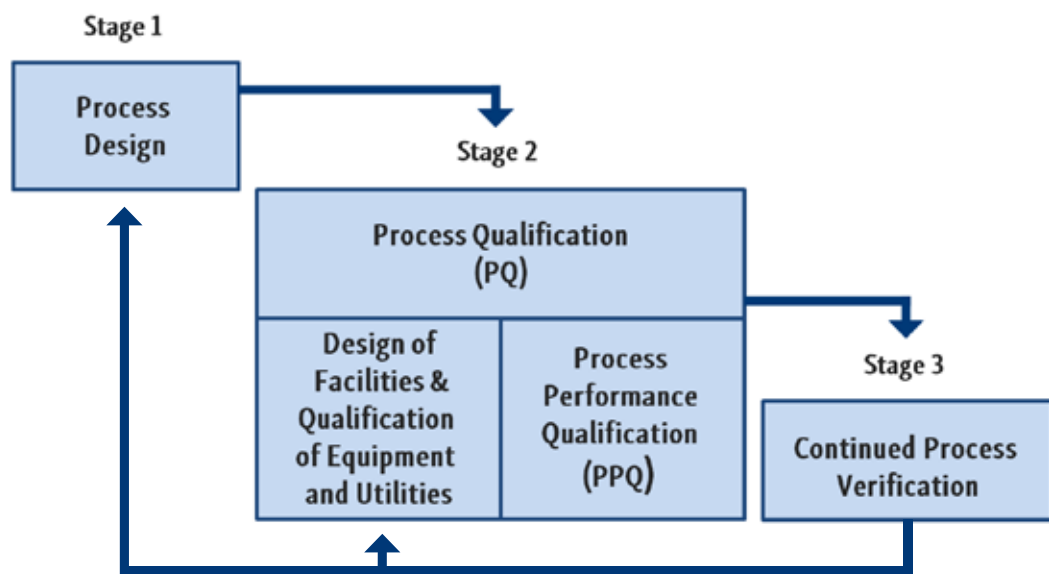 Stage 1
Process
Design
Stage 2
Process Qualification
(PQ)
Design of
Facilities &
Qualification
of Equipment
and Utilities
Process
Performance
Qualification
(PPQ)
Stage 3
Continued Process
Verification